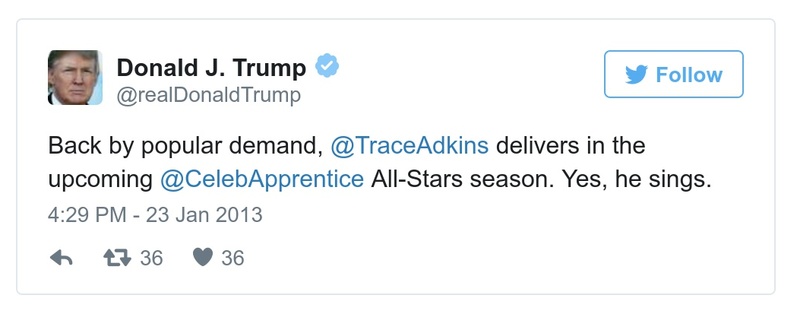 Donald J. Trump
@realDonaldTrump
Follow
Back by popular demand, @TraceAdkins delivers in the
upcoming @CelebApprentice All-Stars season. Yes, he sings.
4:29 PM - 23 Jan 2013
36 36